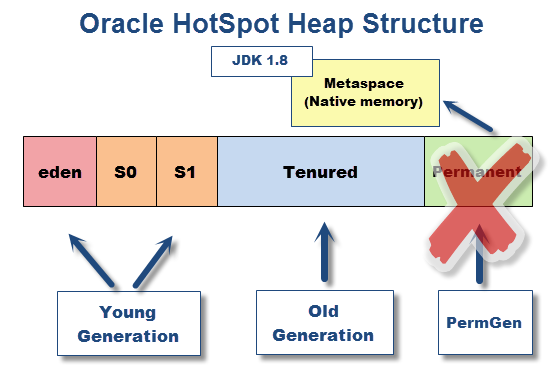 Oracle HotSpot Heap Structure
JDK 1.8
Metaspace
(Native memory)
eden
S0
S1
Tenured
Permanent
Young
Generation
Old
Generation
PermGen